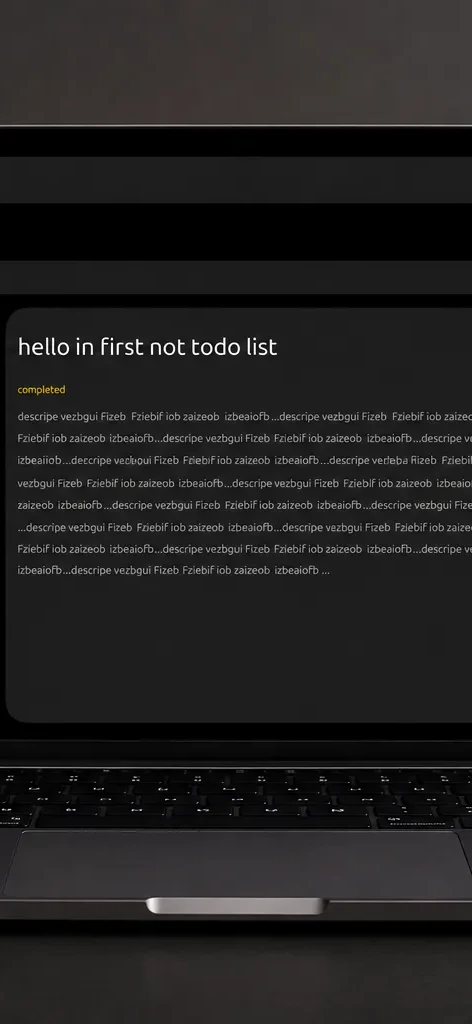 hello in first not todo list
completed
descripe vezbgui Fizeb Fziebif iob zaizeob izbeaiofb ...descripe vezbgui Fizeb Fziebif iob zaizeo
Fziebif iob zaizeob izbeaiofb...descripe vezbgui Fizeb Fziebif iob zaizeob izbeaiofb...descripe ve
Fizeb Fziebif iob zaizeob izbeaiofb...descripe Fizeb Fziebif
vezbgui Fizeb Fziebif iob zaizeob izbeaiofb...descripe vezbgui Fizeb Fziebif iob zaizeob izbeaio
zaizeob izbeaiofb...descripe vezbgui Fizeb Fziebif iob zaizeob izbeaiofb...descripe vezbgui Fize
...descripe vezbgui Fizeb Fziebif iob zaizeob izbeaiofb...descripe vezbgui Fizeb Fziebif iob zaizeo
Fziebif iob zaizeob izbeaiofb...descripe vezbgui Fizeb Fziebif iob zaizeob izbeaiofb...descripe ve
izbeaiofb...descripe vezbgui Fizeb Fziebif iob zaizeob izbeaiofb ...